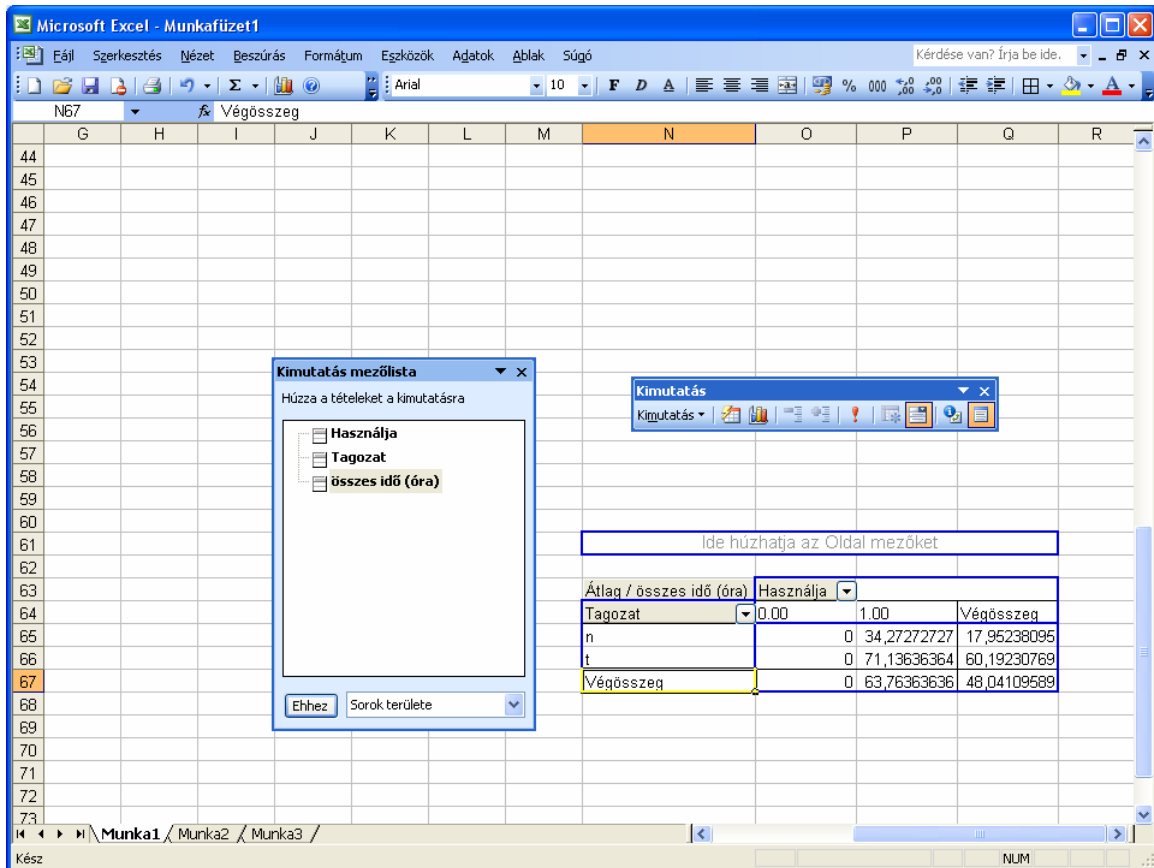 Microsoft Excel - Munkafüzet1
Fájl Szerkesztés Nézet Beszúrás Formátum Eszközök Adatok Ablak Súgó Kérdése van? Írja be ide.
Arial 10 F D A % 000
N67 fx Végösszeg
G H I J K L M N O P Q R
44
45
46
47
48
49
50
51
52
53
54
55
56
57
58
59
60
61
62
63
64
65
66
67
68
69
70
71
72
73
Kimutatás mezőlista
Húzza a tételeket a kimutatásra
Használja
Tagozat
összes idő (óra)
Ehhez Sorok területe
Kimutatás
Kimutatás
Ide húzhatja az Oldal mezőket
Átlag / összes idő (óra) Használja
Tagozat 0.00 1.00 Végösszeg
n 0 34,27272727 17,95238095
t 0 71,13636364 60,19230769
Végösszeg 0 63,76363636 48,04109589
Munka1 Munka2 Munka3
Kész NUM